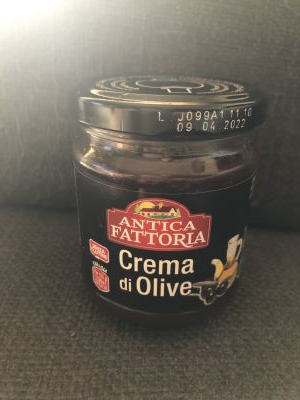 L J099A1 11:10
09 04 2022
ANTICA
FATTORIA
Crema
di Olive